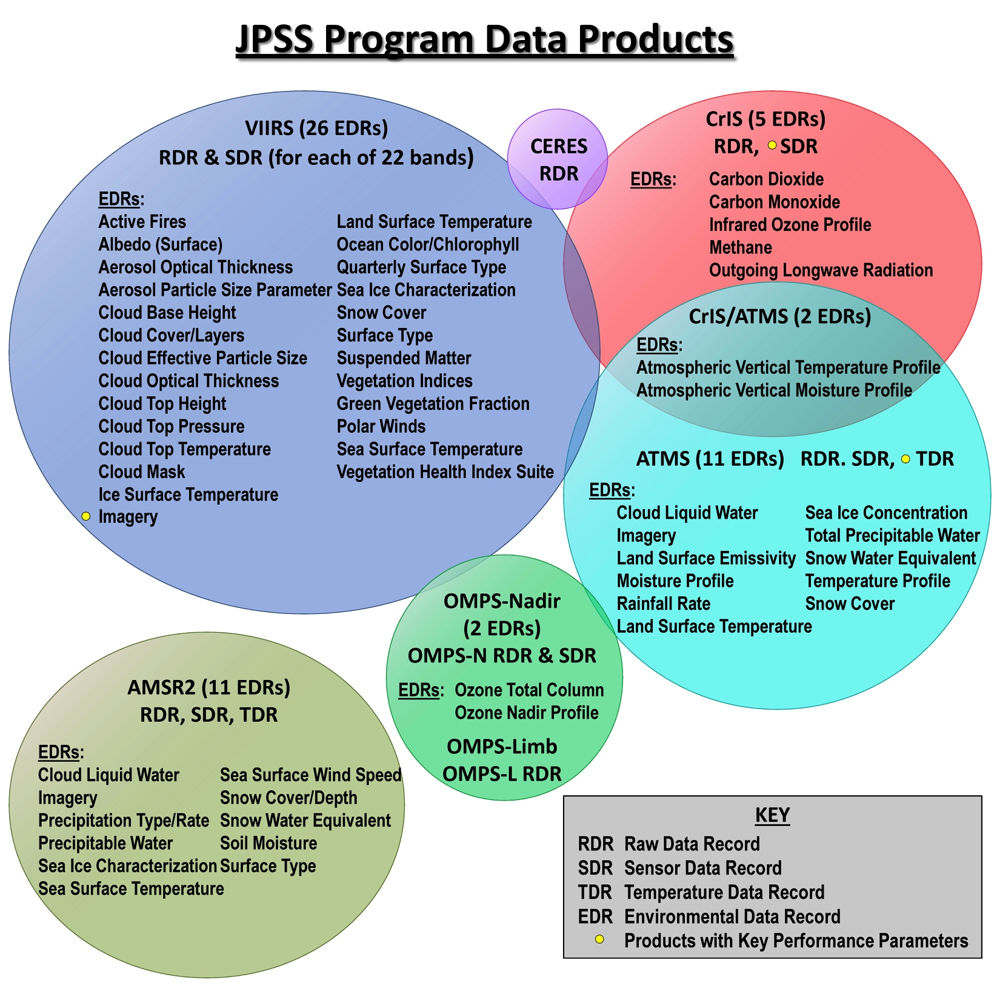 JPSS Program Data Products
VIIRS (26 EDRs)
RDR & SDR (for each of 22 bands)
EDRs:
Active Fires
Albedo (Surface)
Aerosol Optical Thickness
Aerosol Particle Size Parameter
Cloud Base Height
Cloud Cover/Layers
Cloud Effective Particle Size
Cloud Optical Thickness
Cloud Top Height
Cloud Top Pressure
Cloud Top Temperature
Cloud Mask
Ice Surface Temperature
Imagery
Land Surface Temperature
Ocean Color/Chlorophyll
Quarterly Surface Type
Sea Ice Characterization
Snow Cover
Surface Type
Suspended Matter
Vegetation Indices
Green Vegetation Fraction
Polar Winds
Sea Surface Temperature
Vegetation Health Index Suite
CERES
RDR
CrIS (5 EDRs)
RDR, SDR
EDRs:
Carbon Dioxide
Carbon Monoxide
Infrared Ozone Profile
Methane
Outgoing Longwave Radiation
CrIS/ATMS (2 EDRs)
EDRs:
Atmospheric Vertical Temperature Profile
Atmospheric Vertical Moisture Profile
ATMS (11 EDRs) RDR. SDR, TDR
EDRs:
Cloud Liquid Water
Imagery
Land Surface Emissivity
Moisture Profile
Rainfall Rate
Land Surface Temperature
Sea Ice Concentration
Total Precipitable Water
Snow Water Equivalent
Temperature Profile
Snow Cover
OMPS-Nadir
(2 EDRs)
OMPS-N RDR & SDR
EDRs: Ozone Total Column
Ozone Nadir Profile
OMPS-Limb
OMPS-L RDR
AMSR2 (11 EDRs)
RDR, SDR, TDR
EDRs:
Cloud Liquid Water
Imagery
Precipitation Type/Rate
Precipitable Water
Sea Ice Characterization
Sea Surface Temperature
Sea Surface Wind Speed
Snow Cover/Depth
Snow Water Equivalent
Soil Moisture
Surface Type
KEY
RDR Raw Data Record
SDR Sensor Data Record
TDR Temperature Data Record
EDR Environmental Data Record
Products with Key Performance Parameters